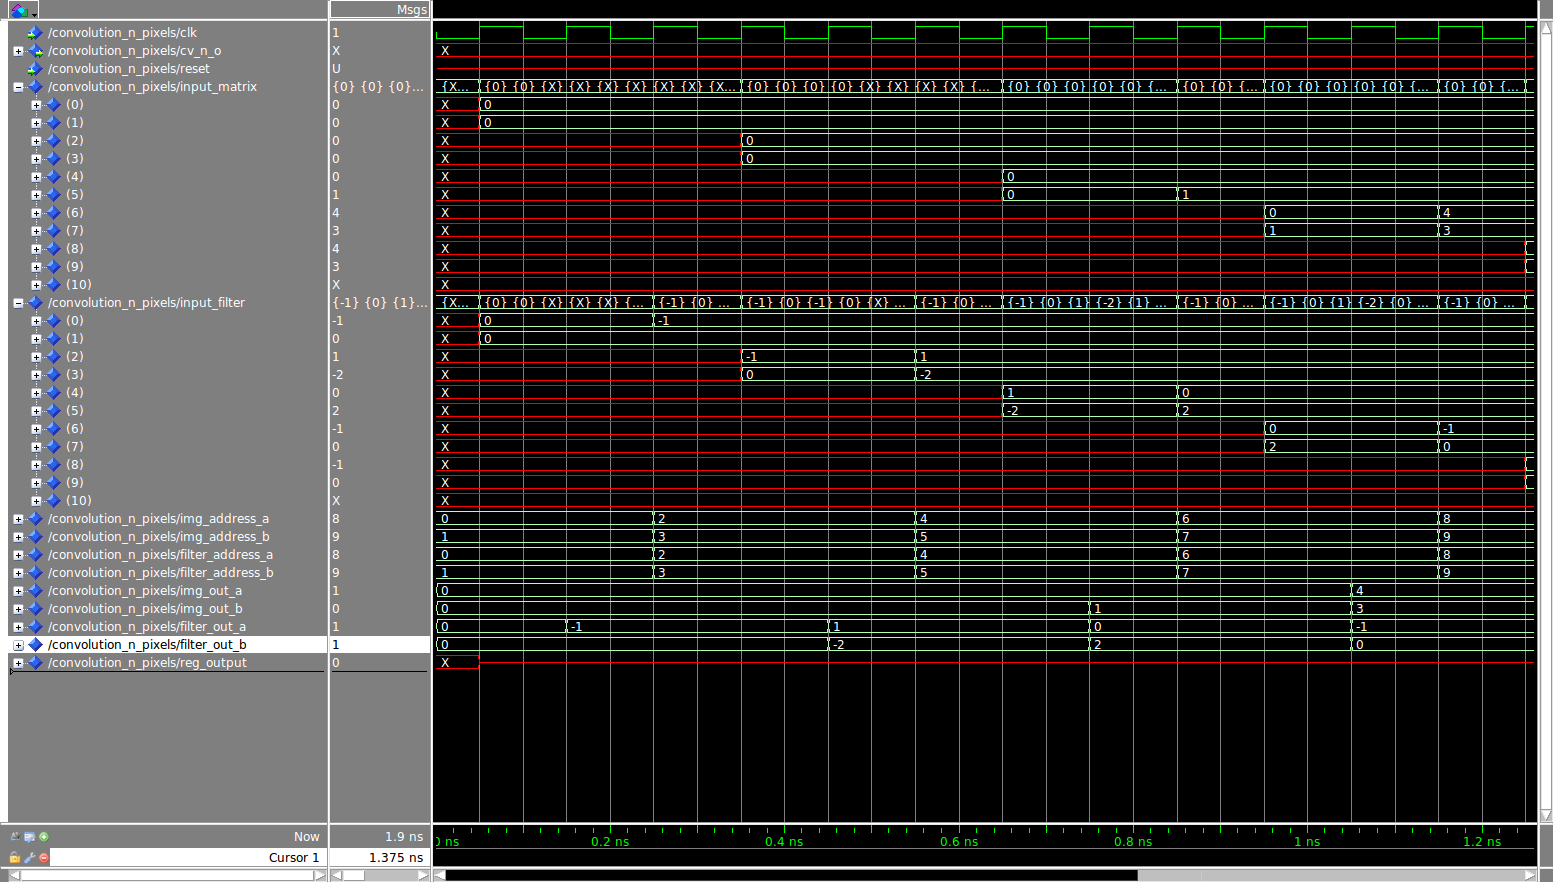 Msgs
/convolution_n_pixels/clk 1
/convolution_n_pixels/cv_n_o X X
/convolution_n_pixels/reset U
/convolution_n_pixels/input_matrix {0} {0} {0}... {X... {0} {0} {X} {X} {X} {X} {X} {X} {X... {0} {0} {0} {0} {X} {X} {X} {... {0} {0} {0} {0} {0} {... {0} {0} {... {0} {0} {0} {0} {0} {... {0} {0} {...
(0) 0 X 0
(1) 0 X 0
(2) 0 X 0
(3) 0 X 0
(4) 0 X 0
(5) 1 X 0 1
(6) 4 X 0 4
(7) 3 X 1 3
(8) 4 X
(9) 3 X
(10) X X
/convolution_n_pixels/input_filter {-1} {0} {1}... {X... {0} {0} {X} {X} {... {-1} {0} ... {-1} {0} {-1} {0} {X} ... {-1} {0} ... {-1} {0} {1} {-2} {1} ... {-1} {0} ... {-1} {0} {1} {-2} {0} ... {-1} {0} ...
(0) -1 X 0 -1
(1) 0 X 0
(2) 1 X -1 1
(3) -2 X 0 -2
(4) 0 X 1 0
(5) 2 X -2 2
(6) -1 X 0 -1
(7) 0 X 2 0
(8) -1 X
(9) 0 X
(10) X X
/convolution_n_pixels/img_address_a 8 0 2 4 6 8
/convolution_n_pixels/img_address_b 9 1 3 5 7 9
/convolution_n_pixels/filter_address_a 8 0 2 4 6 8
/convolution_n_pixels/filter_address_b 9 1 3 5 7 9
/convolution_n_pixels/img_out_a 1 0 4
/convolution_n_pixels/img_out_b 0 0 1 3
/convolution_n_pixels/filter_out_a 1 0 -1 1 0 -1
/convolution_n_pixels/filter_out_b 1 0 -2 2 0
/convolution_n_pixels/reg_output 0 X
Now 1.9 ns ns 0.2 ns 0.4 ns 0.6 ns 0.8 ns 1 ns 1.2 ns
Cursor 1 1.375 ns